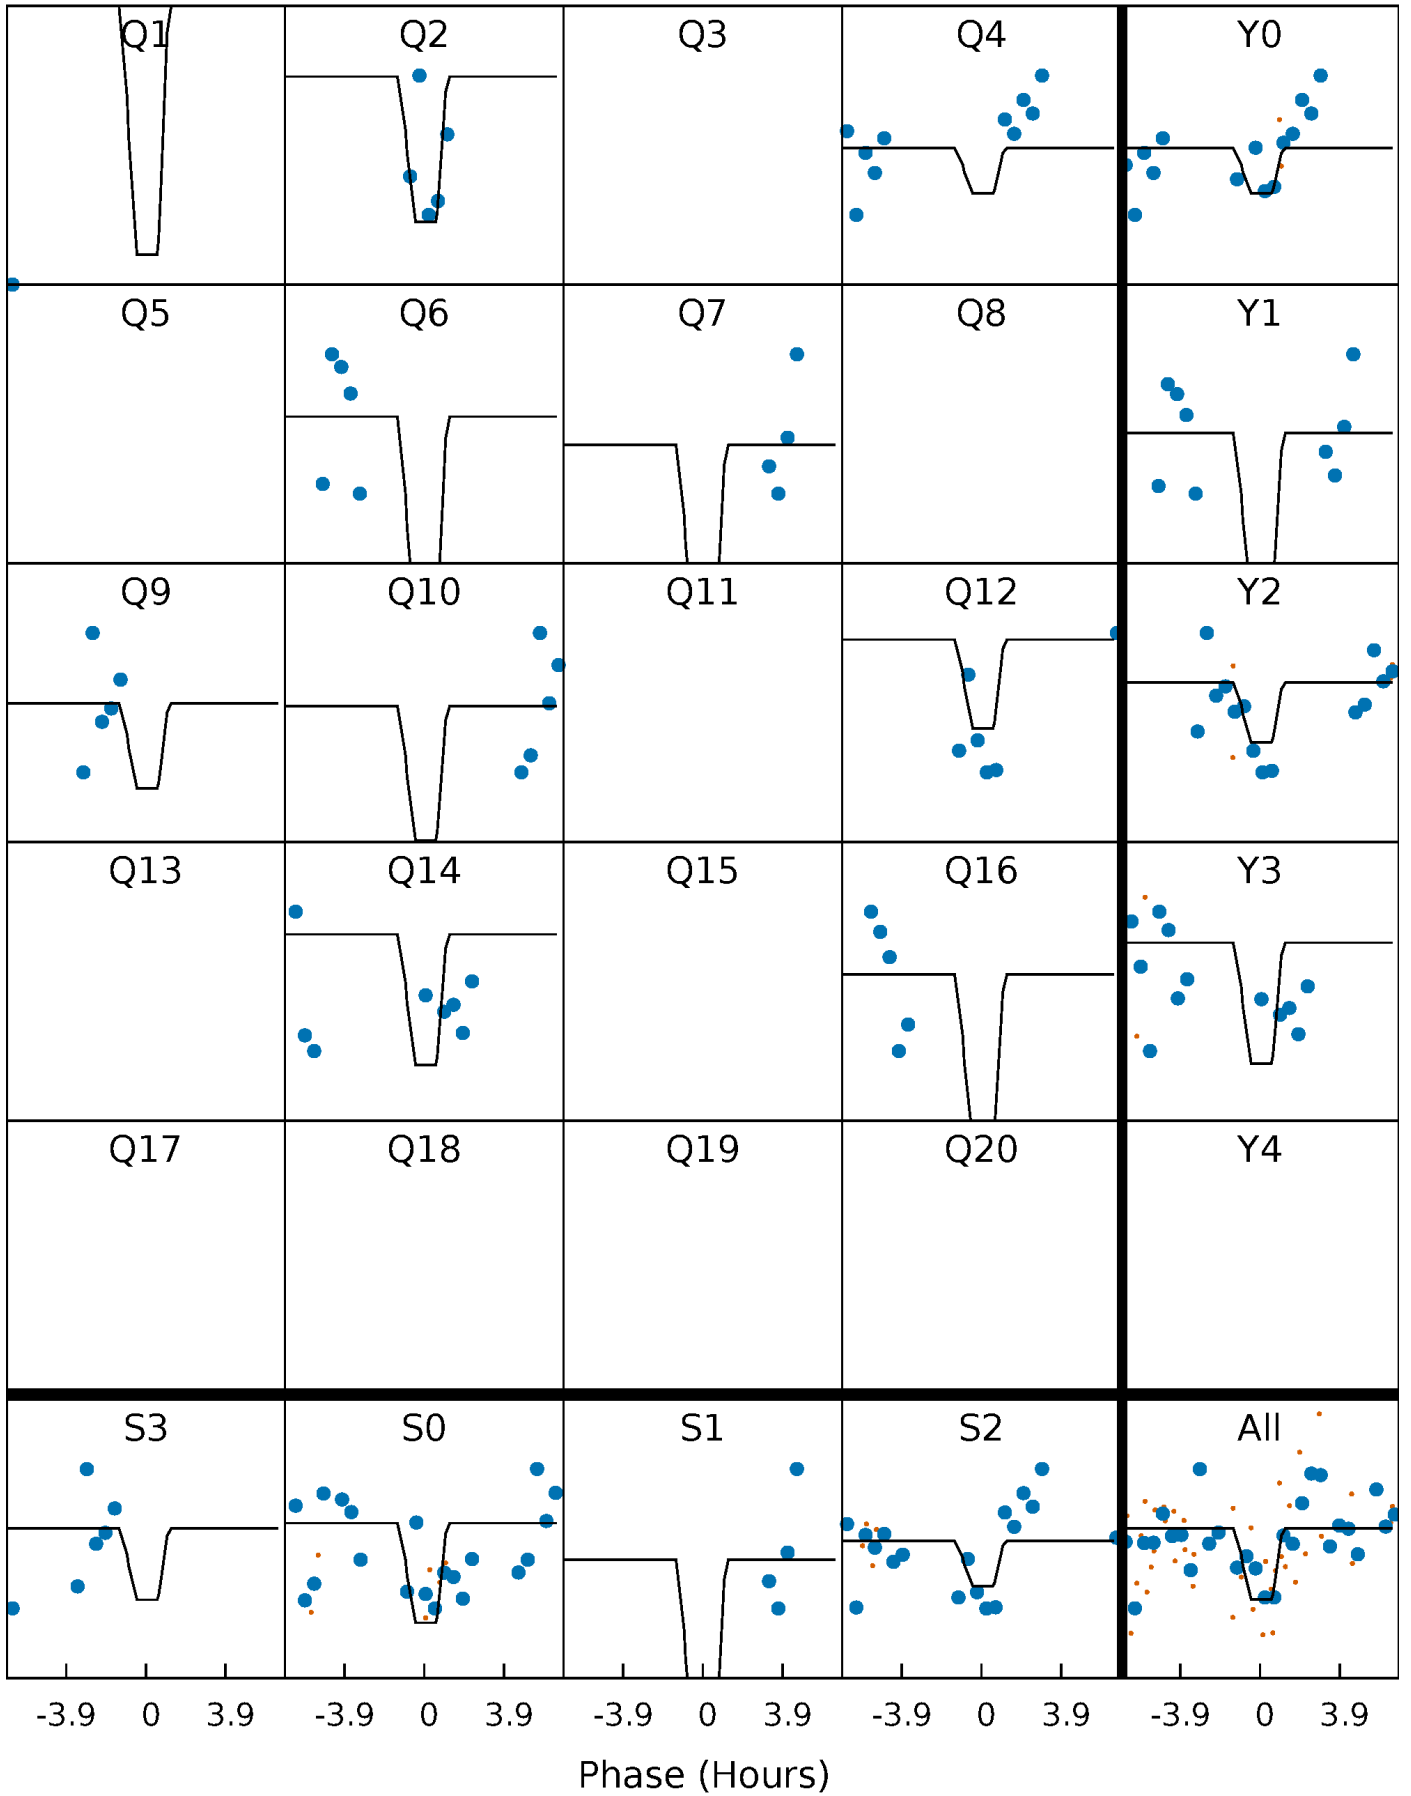 Q1 Q2 Q3 Q4 Y0
Q5 Q6 Q7 Q8 Y1
Q9 Q10 Q11 Q12 Y2
Q13 Q14 Q15 Q16 Y3
Q17 Q18 Q19 Q20 Y4
S3 S0 S1 S2 All
-3.9 0 3.9 -3.9 0 3.9 -3.9 0 3.9 -3.9 0 3.9 -3.9 0 3.9
Phase (Hours)